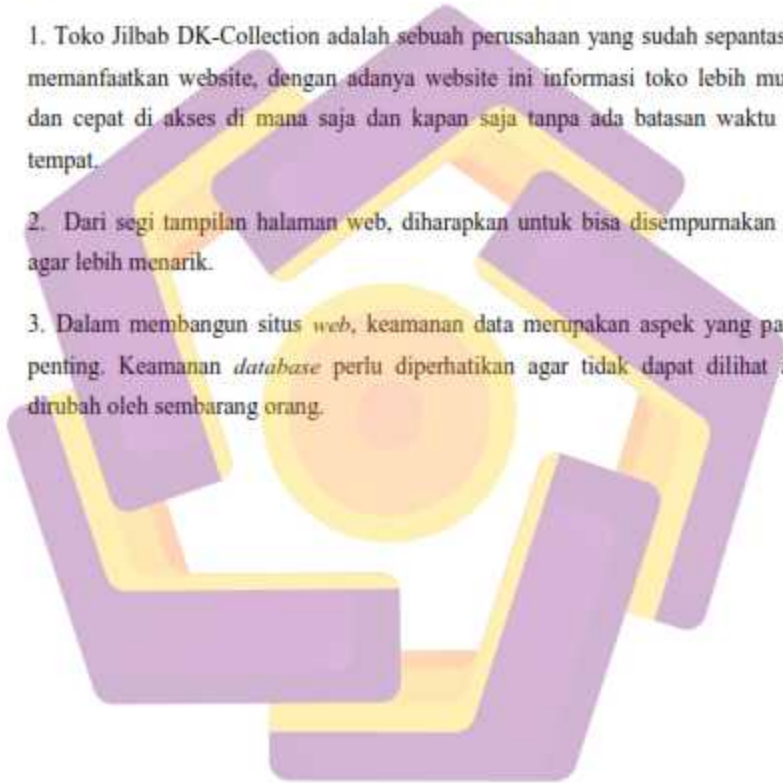 1. Toko Jilbab DK-Collection adalah sebuah perusahaan yang sudah sepantas
memanfaatkan website, dengan adanya website ini informasi toko lebih mu
dan cepat di akses di mana saja dan kapan saja tanpa ada batasan waktu
tempat.
2. Dari segi tampilan halaman web, diharapkan untuk bisa disempurnakan
agar lebih menarik.
3. Dalam membangun situs web, keamanan data merupakan aspek yang pa
penting. Keamanan database perlu diperhatikan agar tidak dapat dilihat
dirubah oleh sembarang orang.